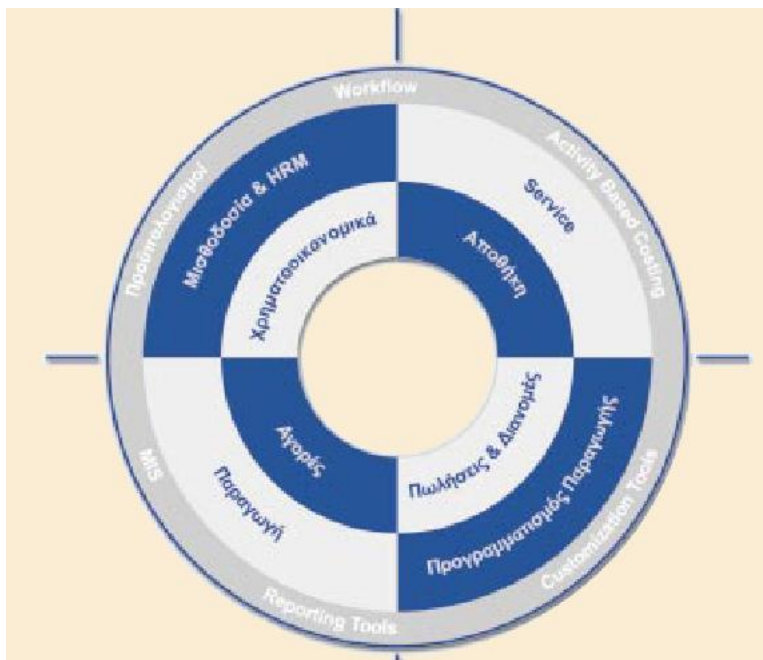 Workflow
Activity Based Costing
Customization Tools
Reporting Tools
MIS
Προϋπολογισμοί
Μισθοδοσία & HRM
Service
Προγραμματισμός Παραγωγής
Παραγωγή
Χρηματοοικονομικά
Αποθήκη
Πωλήσεις & Διανομές
Αγορές